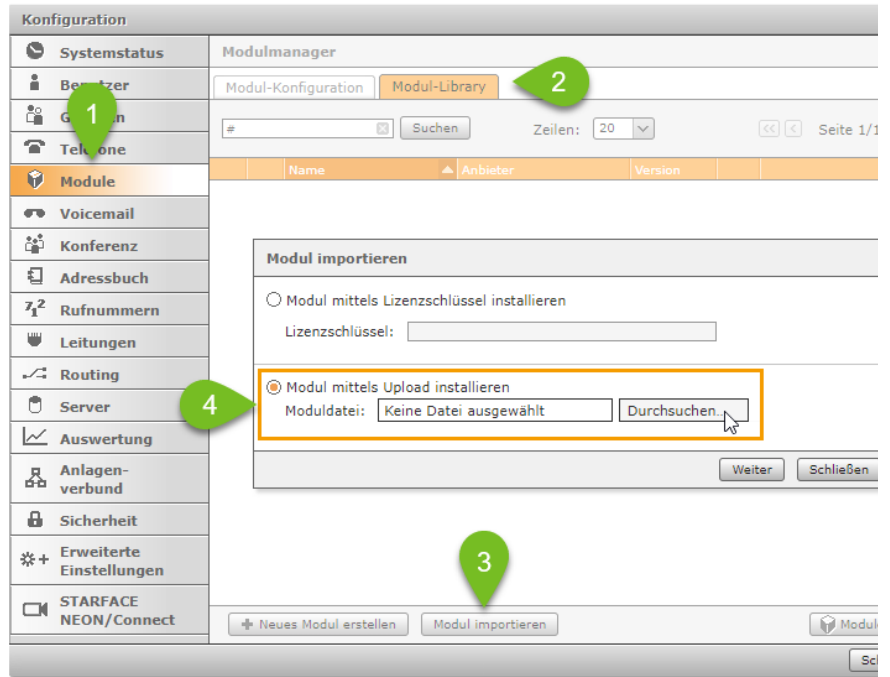 Konfiguration
Systemstatus
Benutzer
Telefone
Module
Voicemail
Konferenz
Adressbuch
Rufnummern
Leitungen
Routing
Server
Auswertung
Anlagen-
verbund
Sicherheit
Erweiterte
Einstellungen
STARFACE
NEON/Connect
Modulmanager
Modul-Konfiguration Modul-Library
# Suchen Zeilen: 20 Seite 1/1
Name Anbieter Version
Modul importieren
Modul mittels Lizenzschlüssel installieren
Lizenzschlüssel:
Modul mittels Upload installieren
Moduldatei: Keine Datei ausgewählt Durchsuchen..
Weiter Schließen
Neues Modul erstellen Modul importieren
1
2
3
4